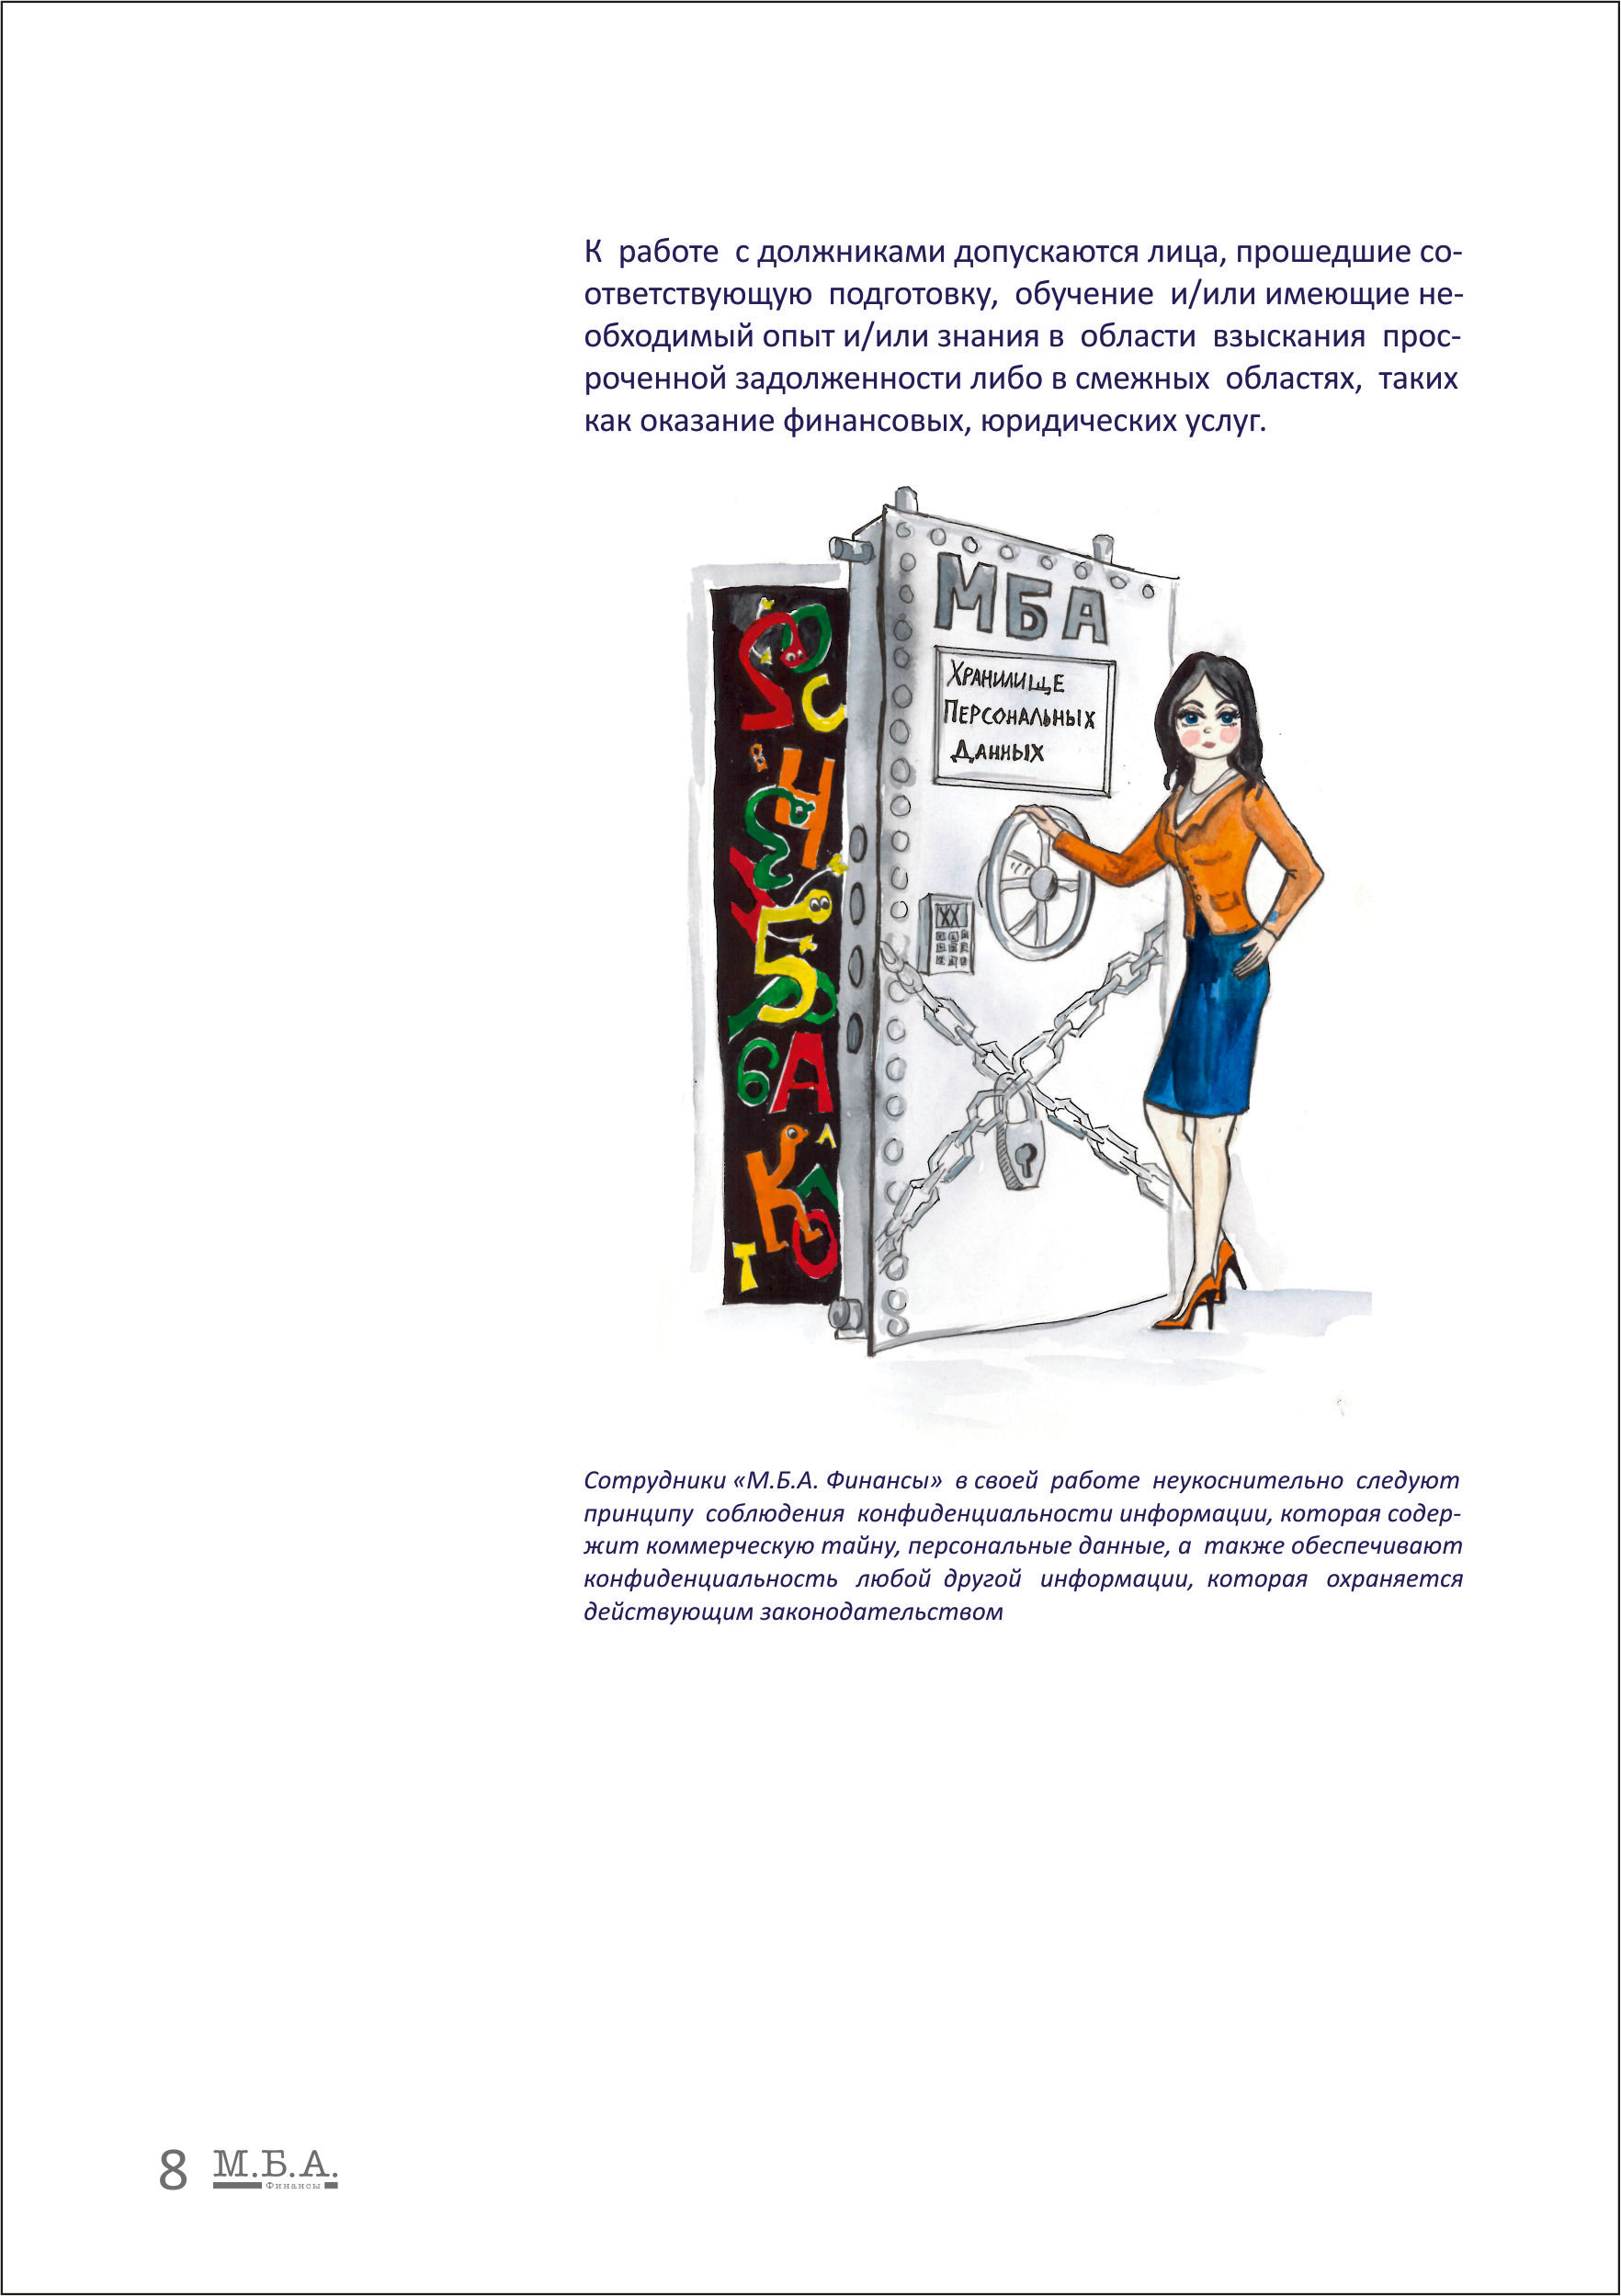 К работе с должниками допускаются лица, прошедшие со-
ответствующую подготовку, обучение и/или имеющие не-
обходимый опыт и/или знания в области взыскания прос-
роченной задолженности либо в смежных областях, таких
как оказание финансовых, юридических услуг.
МБА
Хранилище
Персональных
Данных
XX
С
Ч
Б
6 А
К А
Т
Сотрудники «М.Б.А. Финансы» в своей работе неукоснительно следуют
принципу соблюдения конфиденциальности информации, которая содер-
жит коммерческую тайну, персональные данные, а также обеспечивают
конфиденциальность любой другой информации, которая охраняется
действующим законодательством
8 М.Б.А.
Финансы